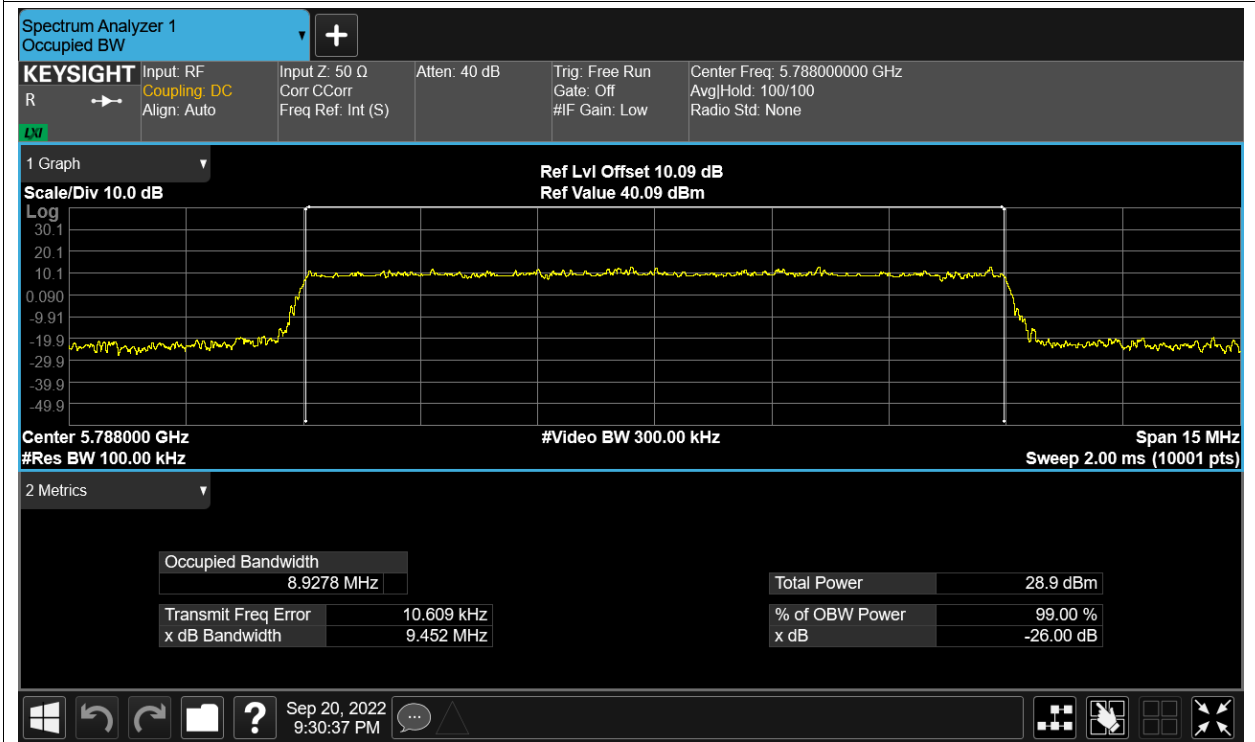 Spectrum Analyzer 1
Occupied BW
KEYSIGHT
R
LXI
Input: RF
Coupling: DC
Align: Auto
Input Z: 50 Ω
Corr CCorr
Freq Ref: Int (S)
Atten: 40 dB
Trig: Free Run
Gate: Off
#IF Gain: Low
Center Freq: 5.788000000 GHz
Avg|Hold: 100/100
Radio Std: None
1 Graph
Scale/Div 10.0 dB
Ref Lvl Offset 10.09 dB
Ref Value 40.09 dBm
Log
30.1
20.1
10.1
0.090
-9.91
-19.9
-29.9
-39.9
-49.9
Center 5.788000 GHz
#Video BW 300.00 kHz
Span 15 MHz
#Res BW 100.00 kHz
Sweep 2.00 ms (10001 pts)
2 Metrics
Occupied Bandwidth
8.9278 MHz
Total Power 28.9 dBm
Transmit Freq Error 10.609 kHz
% of OBW Power 99.00 %
x dB Bandwidth 9.452 MHz
x dB -26.00 dB
?
Sep 20, 2022
9:30:37 PM